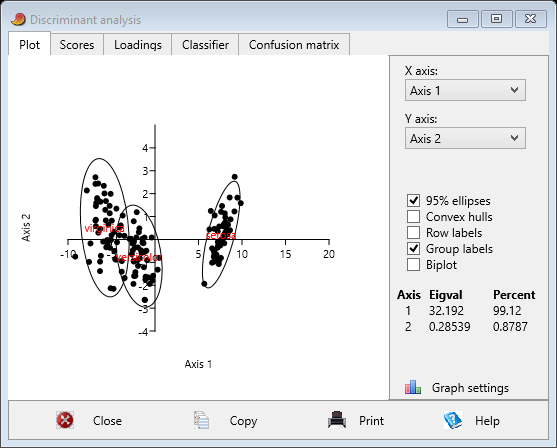 Discriminant analysis
Plot Scores Loadings Classifier Confusion matrix
X axis:
Axis 1
Y axis:
Axis 2
95% ellipses
Convex hulls
Row labels
Group labels
Biplot
Axis Eigval Percent
1 32.192 99.12
2 0.28539 0.8787
Graph settings
4
3
2
1
-10 -5 5 10 15 20
-1
-2
-3
-4
Axis 2
Axis 1
virginica
versicolor
setosa
Close Copy Print Help